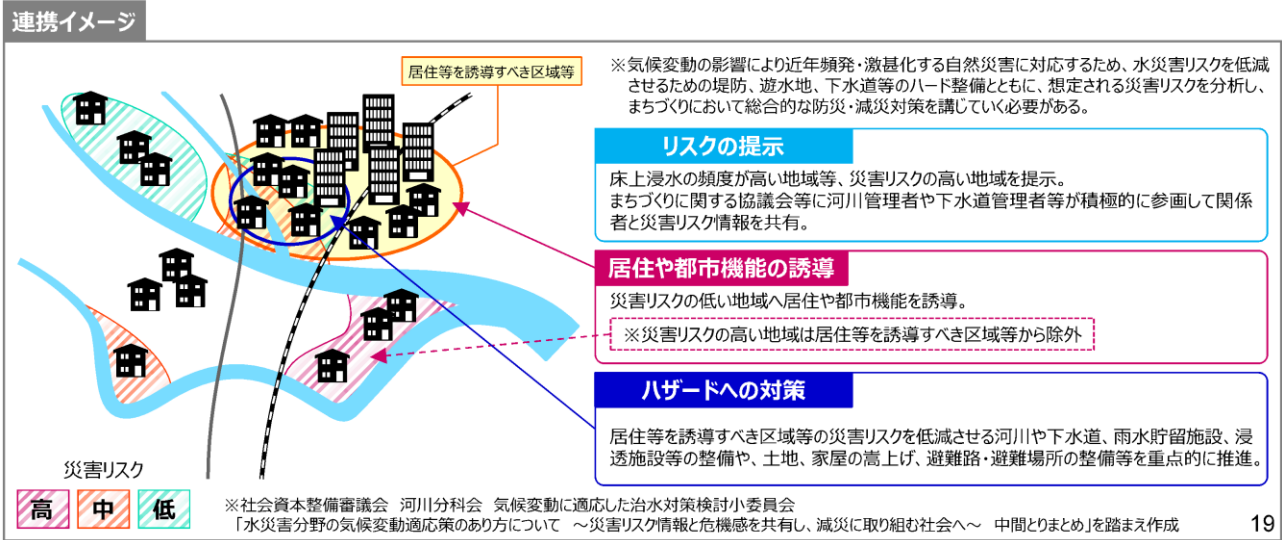 連携イメージ
居住等を誘導すべき区域等
※気候変動の影響により近年頻発・激甚化する自然災害に対応するため、水災害リスクを低減
させるための堤防、遊水地、下水道等のハード整備とともに、想定される災害リスクを分析し、
まちづくりにおいて総合的な防災・減災対策を講じていく必要がある。
リスクの提示
床上浸水の頻度が高い地域等、災害リスクの高い地域を提示。
まちづくりに関する協議会等に河川管理者や下水道管理者等が積極的に参画して関係
者と災害リスク情報を共有。
居住や都市機能の誘導
災害リスクの低い地域へ居住や都市機能を誘導。
※災害リスクの高い地域は居住等を誘導すべき区域等から除外
ハザードへの対策
居住等を誘導すべき区域等の災害リスクを低減させる河川や下水道、雨水貯留施設、浸
透施設等の整備や、土地、家屋の嵩上げ、避難路・避難場所の整備等を重点的に推進。
災害リスク
高 中 低
※社会資本整備審議会 河川分科会 気候変動に適応した治水対策検討小委員会
「水災害分野の気候変動適応策のあり方について ～災害リスク情報と危機感を共有し、減災に取り組む社会へ～ 中間とりまとめ」を踏まえ作成
19